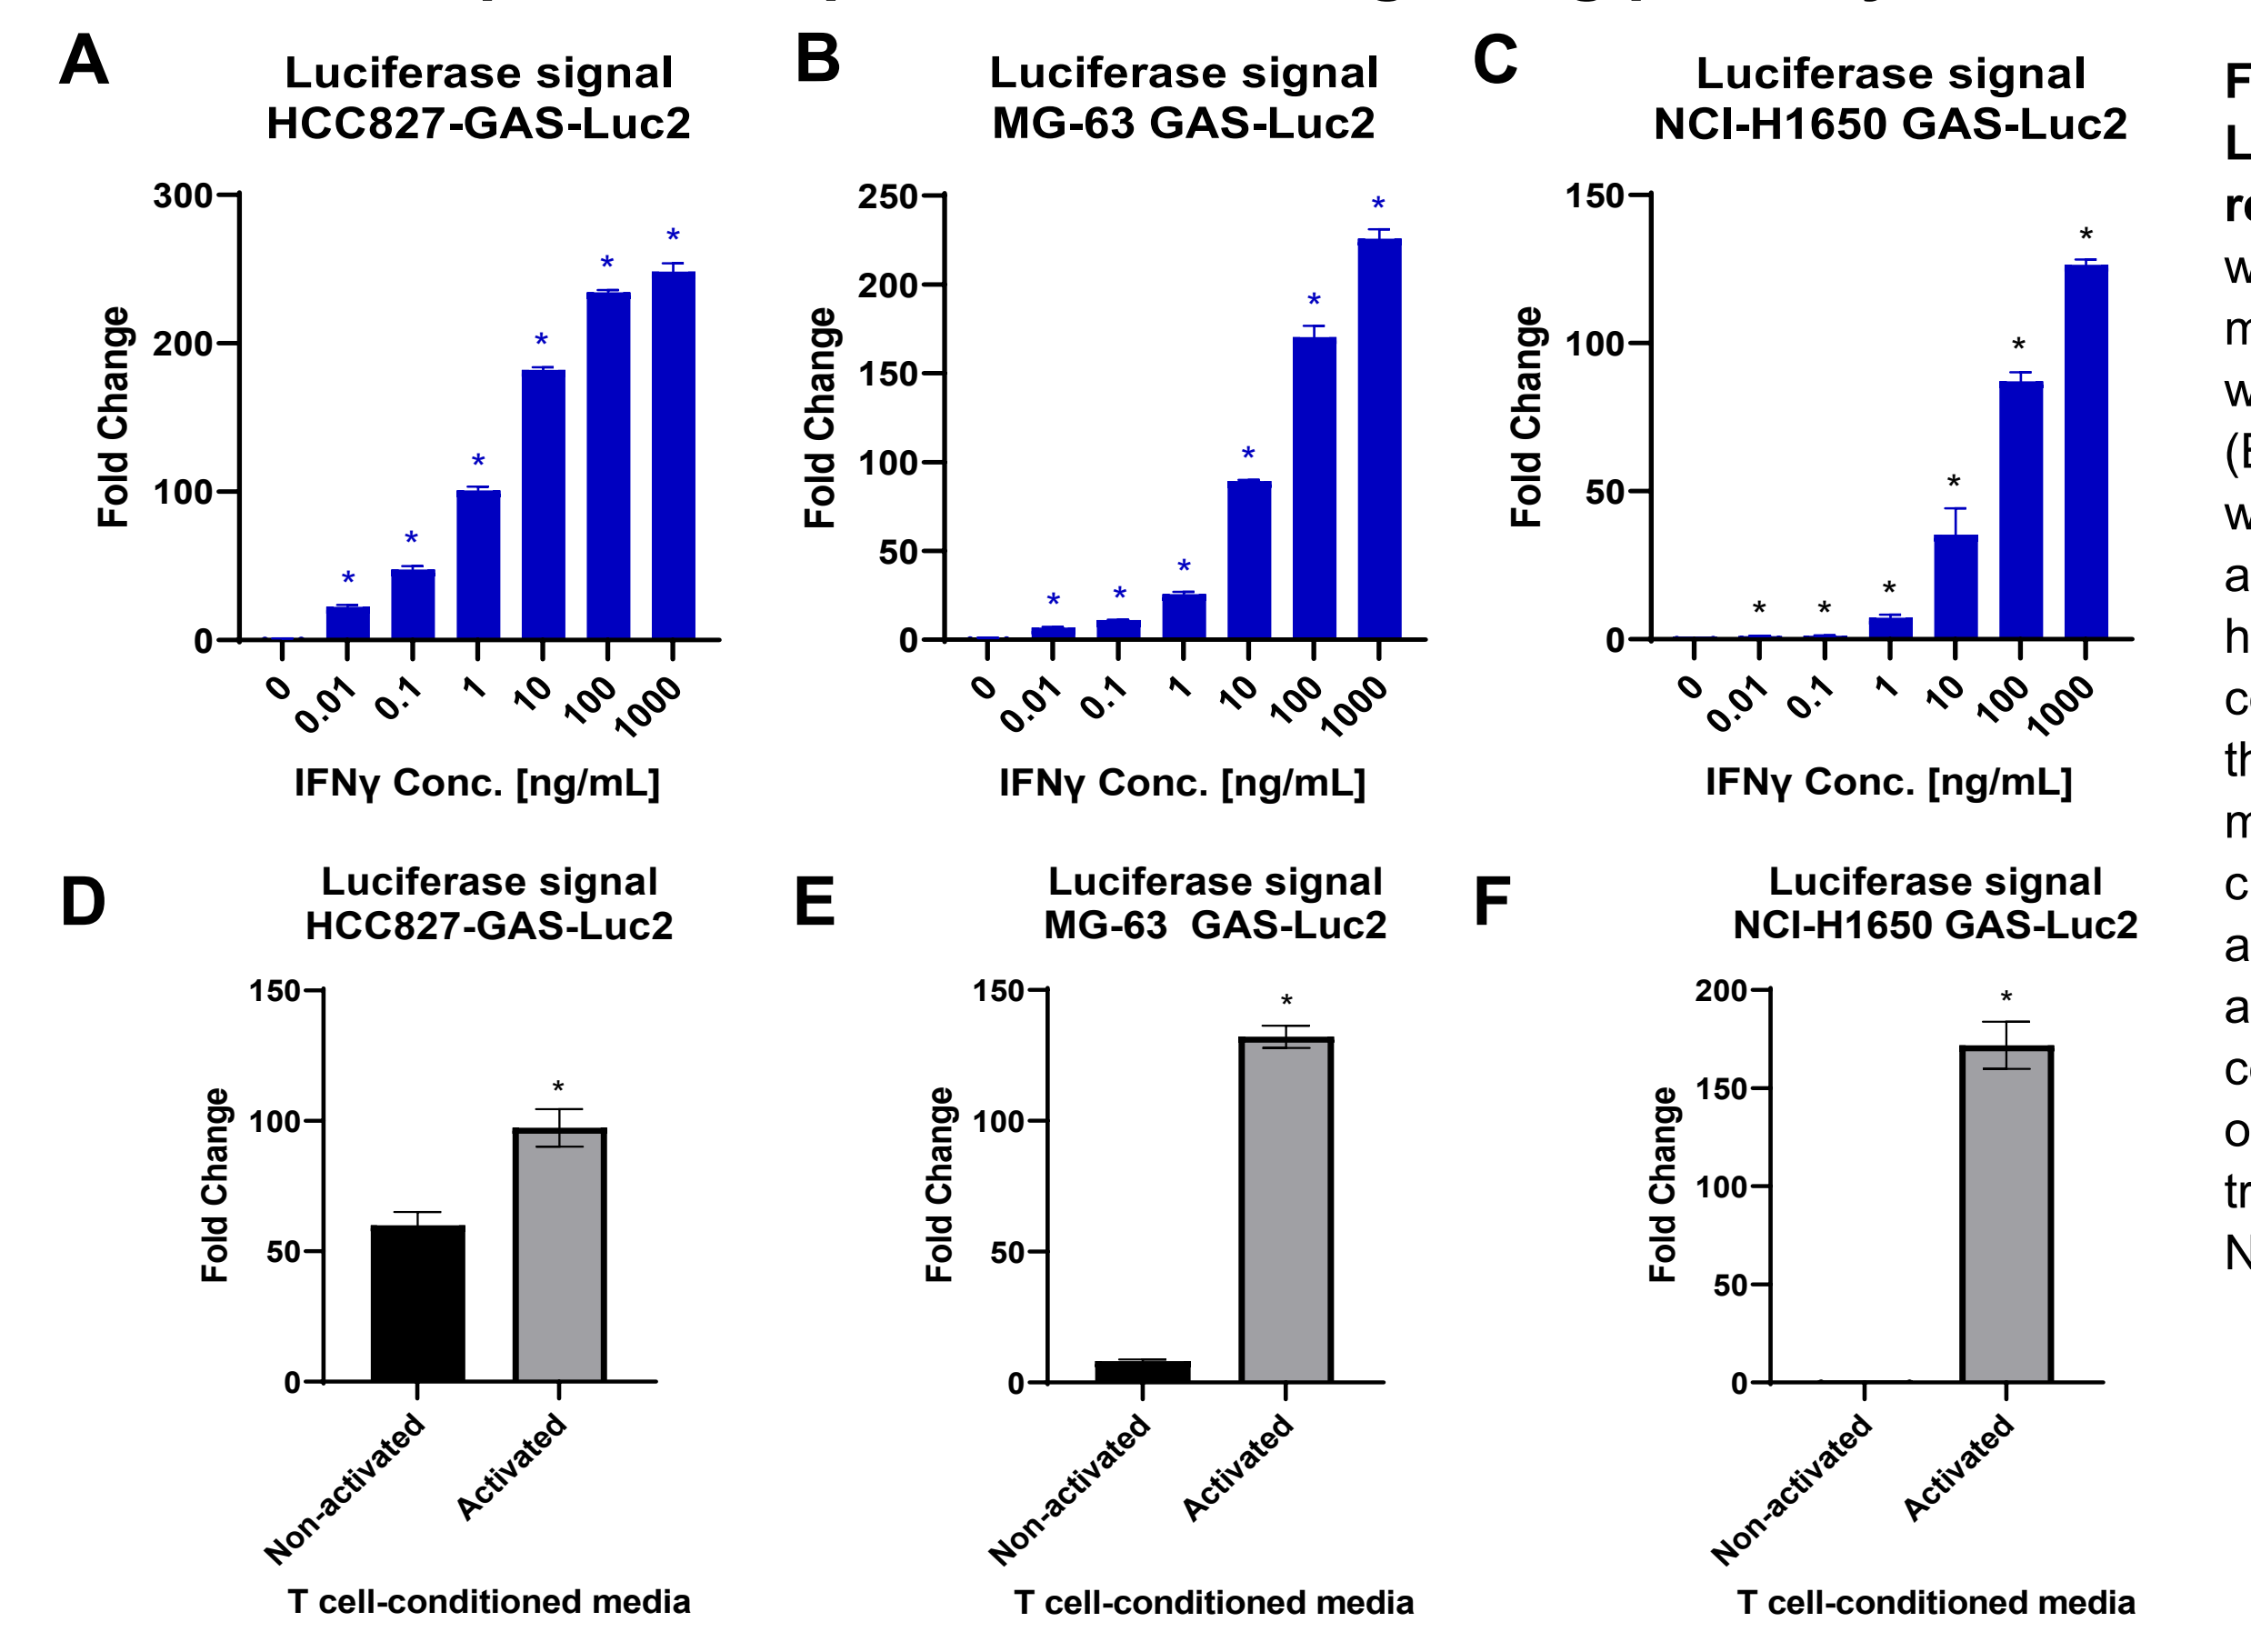 A
Luciferase signal
HCC827-GAS-Luc2
300
200
100
0
Fold Change
*
*
*
*
*
*
0
0.01
0.1
1
10
100
1000
IFNγ Conc. [ng/mL]
B
Luciferase signal
MG-63 GAS-Luc2
250
200
150
100
50
0
Fold Change
*
*
*
*
*
*
0
0.01
0.1
1
10
100
1000
IFNγ Conc. [ng/mL]
C
Luciferase signal
NCI-H1650 GAS-Luc2
150
100
50
0
Fold Change
*
*
*
*
*
*
0
0.01
0.1
1
10
100
1000
IFNγ Conc. [ng/mL]
D
Luciferase signal
HCC827-GAS-Luc2
150
100
50
0
Fold Change
*
Non-activated
Activated
T cell-conditioned media
E
Luciferase signal
MG-63 GAS-Luc2
150
100
50
0
Fold Change
*
Non-activated
Activated
T cell-conditioned media
F
Luciferase signal
NCI-H1650 GAS-Luc2
200
150
100
50
0
Fold Change
*
Non-activated
Activated
T cell-conditioned media